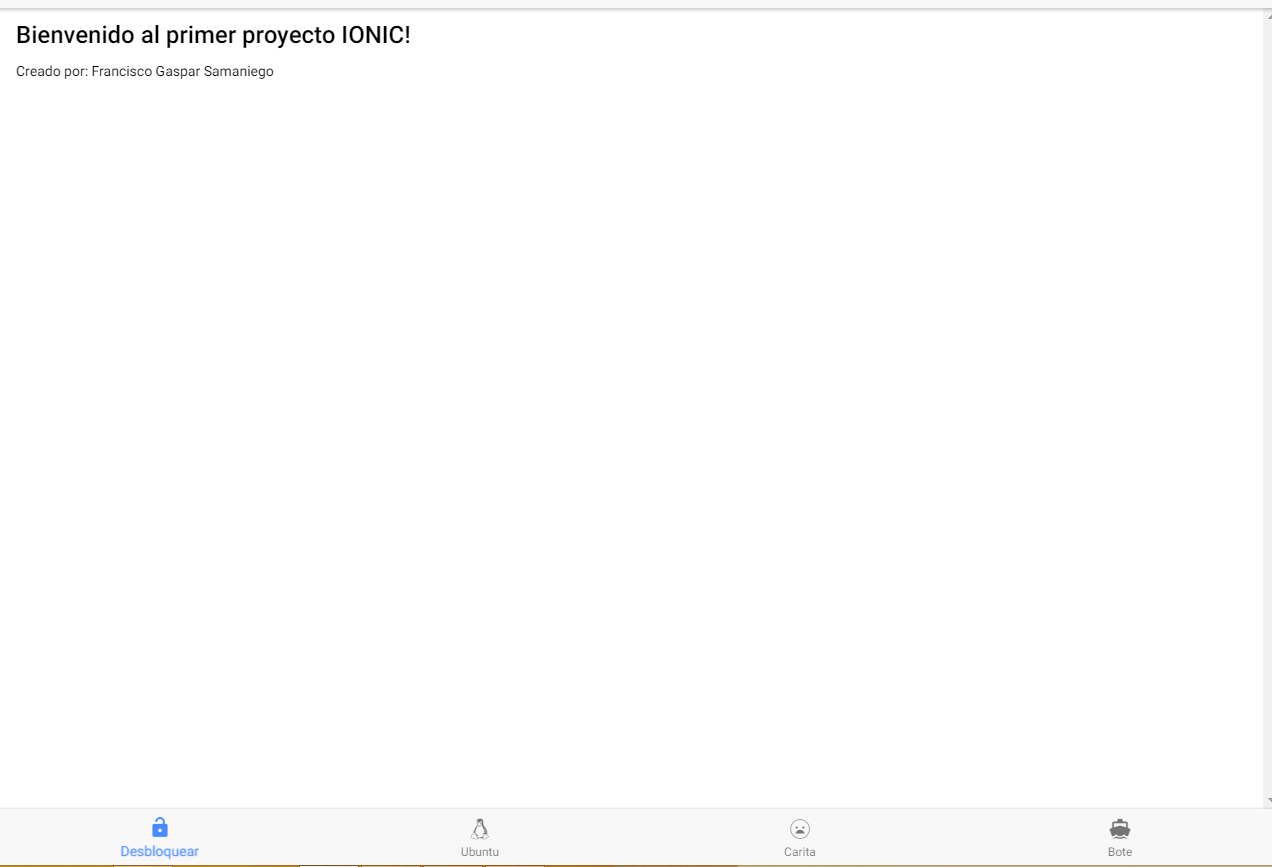 Bienvenido al primer proyecto IONIC!
Creado por: Francisco Gaspar Samaniego
Desbloquear
Ubuntu
Carita
Bote